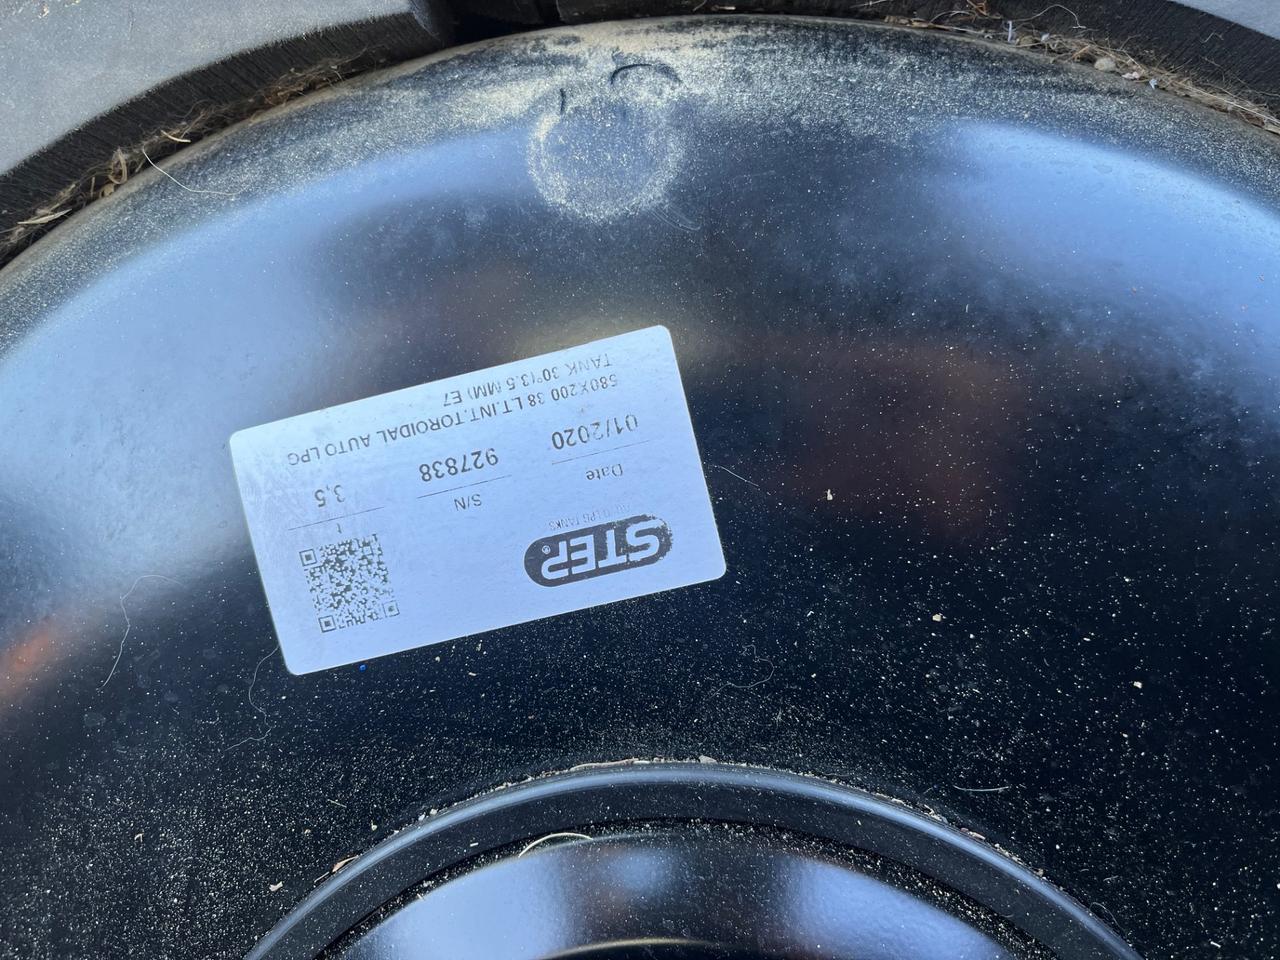 STEP®
AUTO LPG TANKS
Date
01/2020
S/N
927838
t
3,5
580X200 38 LT.INT.TOROIDAL AUTO LPG
TANK 30°(3.5 MM) E7